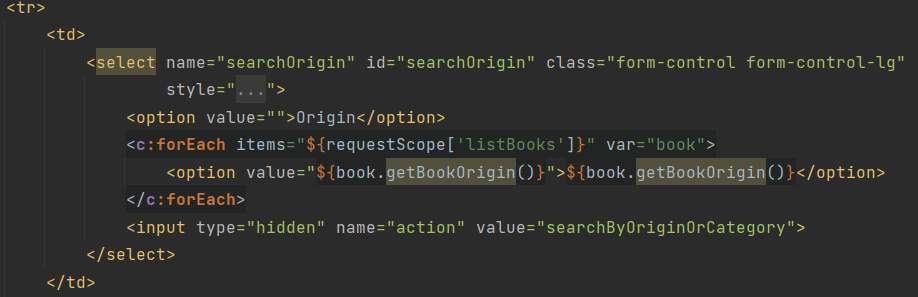 <tr>
<td>
<select name="searchOrigin" id="searchOrigin" class="form-control form-control-lg"
style="...">
<option value="">Origin</option>
<c:forEach items="${requestScope['listBooks']}" var="book">
<option value="${book.getBookOrigin()}">${book.getBookOrigin()}</option>
</c:forEach>
<input type="hidden" name="action" value="searchByOriginOrCategory">
</select>
</td>